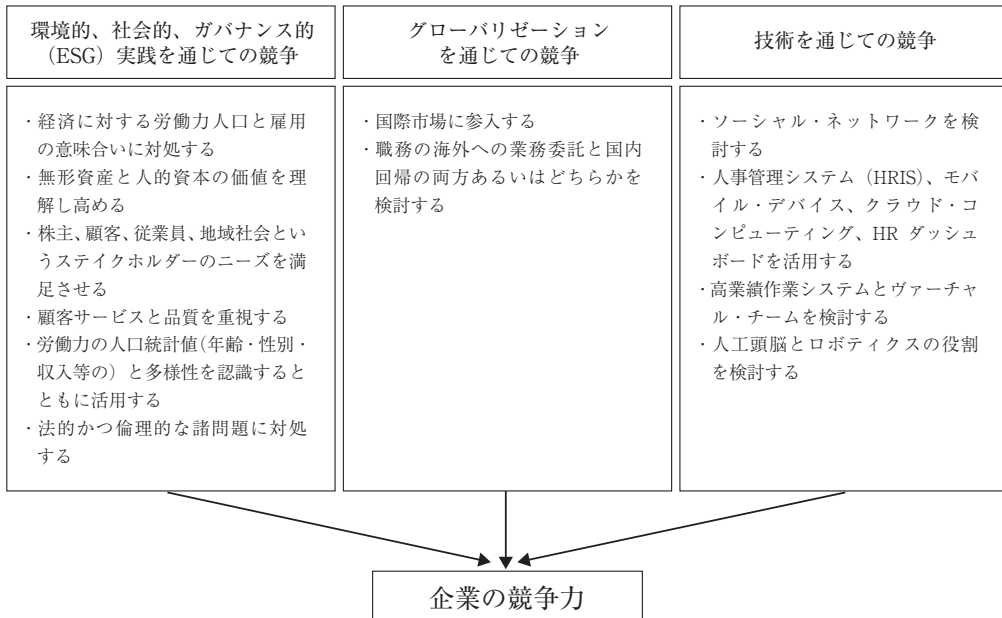 環境的、社会的、ガバナンス的
（ESG）実践を通じての競争
・経済に対する労働力人口と雇用
の意味合いに対処する
・無形資産と人的資本の価値を理
解し高める
・株主、顧客、従業員、地域社会とい
うステイクホルダーのニーズを満
足させる
・顧客サービスと品質を重視する
・労働力の人口統計値（年齢・性別・
収入等の）と多様性を認識すると
ともに活用する
・法的かつ倫理的な諸問題に対処
する
グローバリゼーション
を通じての競争
・国際市場に参入する
・職務の海外への業務委託と国内
回帰の両方あるいはどちらかを
検討する
技術を通じての競争
・ソーシャル・ネットワークを検
討する
・人事管理システム（HRIS）、モバ
イル・デバイス、クラウド・コ
ンピューティング、HR ダッシュ
ボードを活用する
・高業績作業システムとヴァーチャ
ル・チームを検討する
・人工頭脳とロボティクスの役割
を検討する
企業の競争力